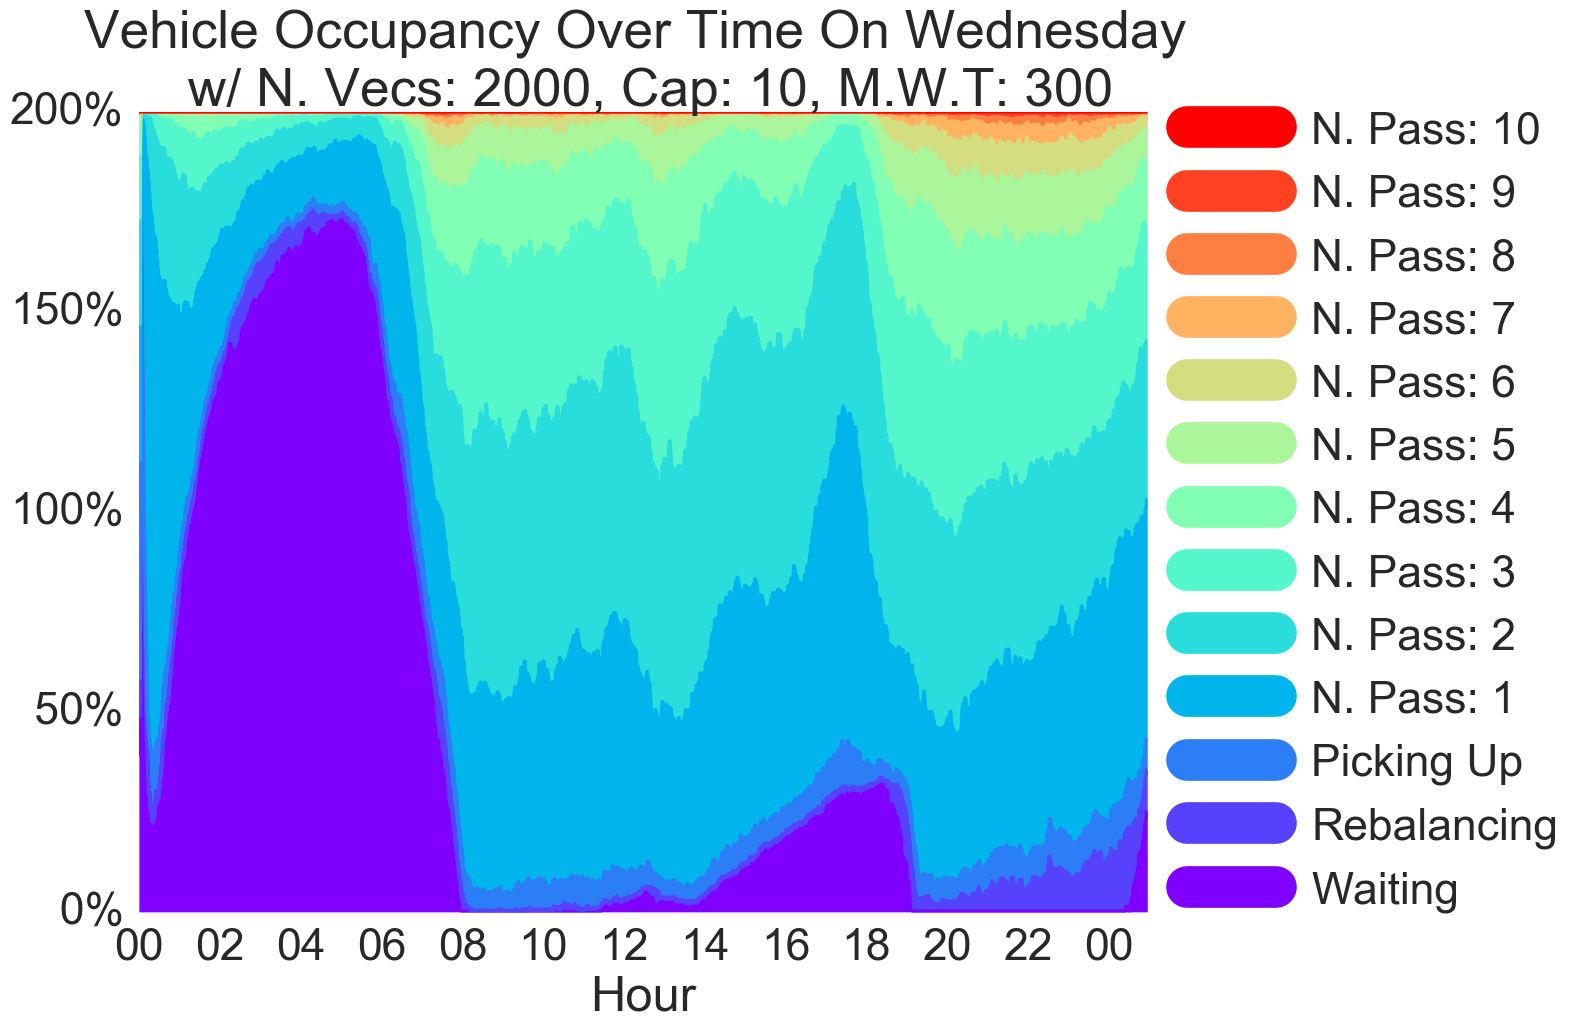 Vehicle Occupancy Over Time On Wednesday
w/ N. Vecs: 2000, Cap: 10, M.W.T: 300
200%
150%
100%
50%
0%
00 02 04 06 08 10 12 14 16 18 20 22 00
Hour
N. Pass: 10
N. Pass: 9
N. Pass: 8
N. Pass: 7
N. Pass: 6
N. Pass: 5
N. Pass: 4
N. Pass: 3
N. Pass: 2
N. Pass: 1
Picking Up
Rebalancing
Waiting